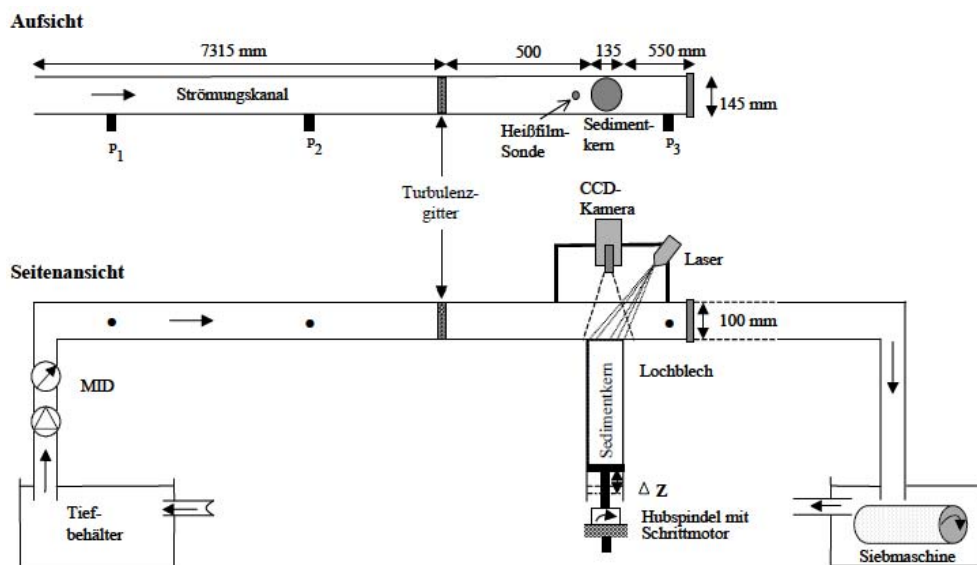 Aufsicht
7315 mm
500
135
550 mm
Strömungskanal
145 mm
Heißfilm-
Sonde
Sediment-
kern
p1
p2
p3
Turbulenz-
gitter
CCD-
Kamera
Laser
Seitenansicht
100 mm
MID
Lochblech
Sedimentkern
Δ Z
Tief-
behälter
Hubspindel mit
Schrittmotor
Siebmaschine